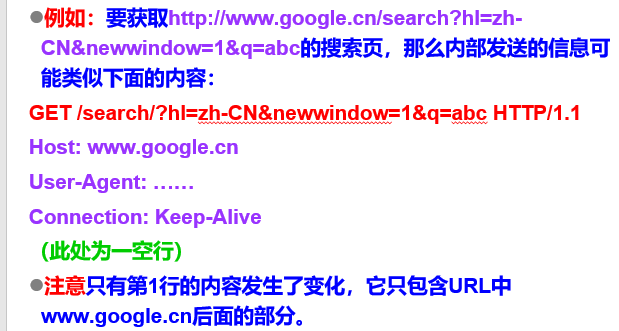 ●例如：要获取http://www.google.cn/search?hl=zh-
CN&newwindow=1&q=abc的搜索页，那么内部发送的信息可
能类似下面的内容：
GET /search/?hl=zh-CN&newwindow=1&q=abc HTTP/1.1
Host: www.google.cn
User-Agent: ……
Connection: Keep-Alive
(此处为一空行)
●注意只有第1行的内容发生了变化，它只包含URL中
www.google.cn后面的部分。